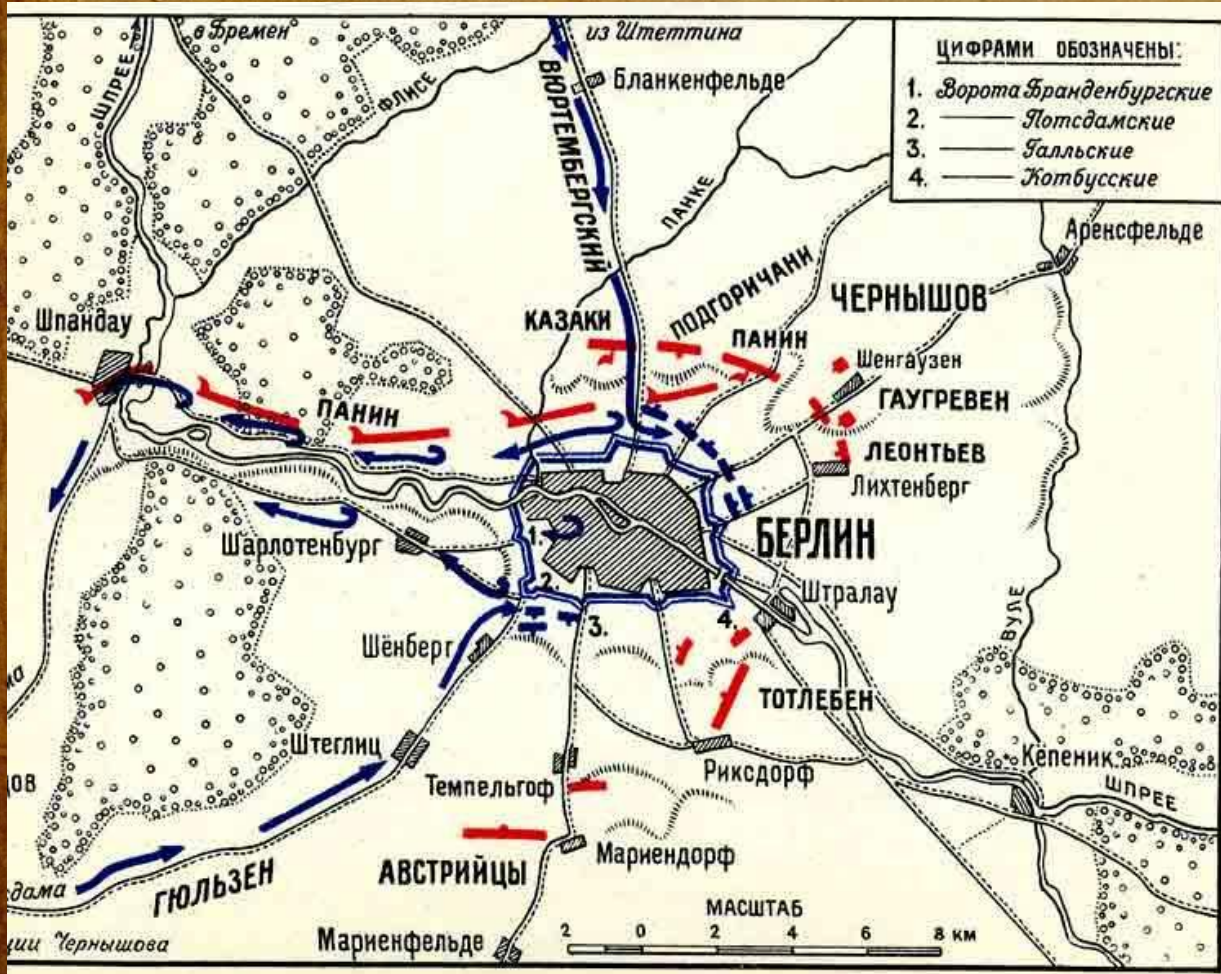 в Бремен
из Штеттина
ЦИФРАМИ ОБОЗНАЧЕНЫ:
1. Ворота Бранденбургские
2. —— Потсдамские
3. —— Галльские
4. —— Котбусские
ШПРЕЕ
ФЛИСЕ
ВЮРТЕМБЕРГСКИЙ
Бланкенфельде
ПАНКЕ
Аренсфельде
Шпандау
КАЗАКИ
ПОДГОРИЧАНИ
ЧЕРНЫШОВ
ПАНИН
Шенгаузен
ПАНИН
ГАУГРЕВЕН
ЛЕОНТЬЕВ
Лихтенберг
Шарлотенбург
1.
БЕРЛИН
2
Штралау
3.
4.
Шёнберг
ВУЛЕ
ТОТЛЕБЕН
Штеглиц
Риксдорф
Кёпеник
ШПРЕЕ
Темпельгоф
Мариендорф
АВСТРИЙЦЫ
ГЮЛЬЗЕН
дама
ции Чернышова
Мариенфельде
МАСШТАБ
2 0 2 4 6 8 км